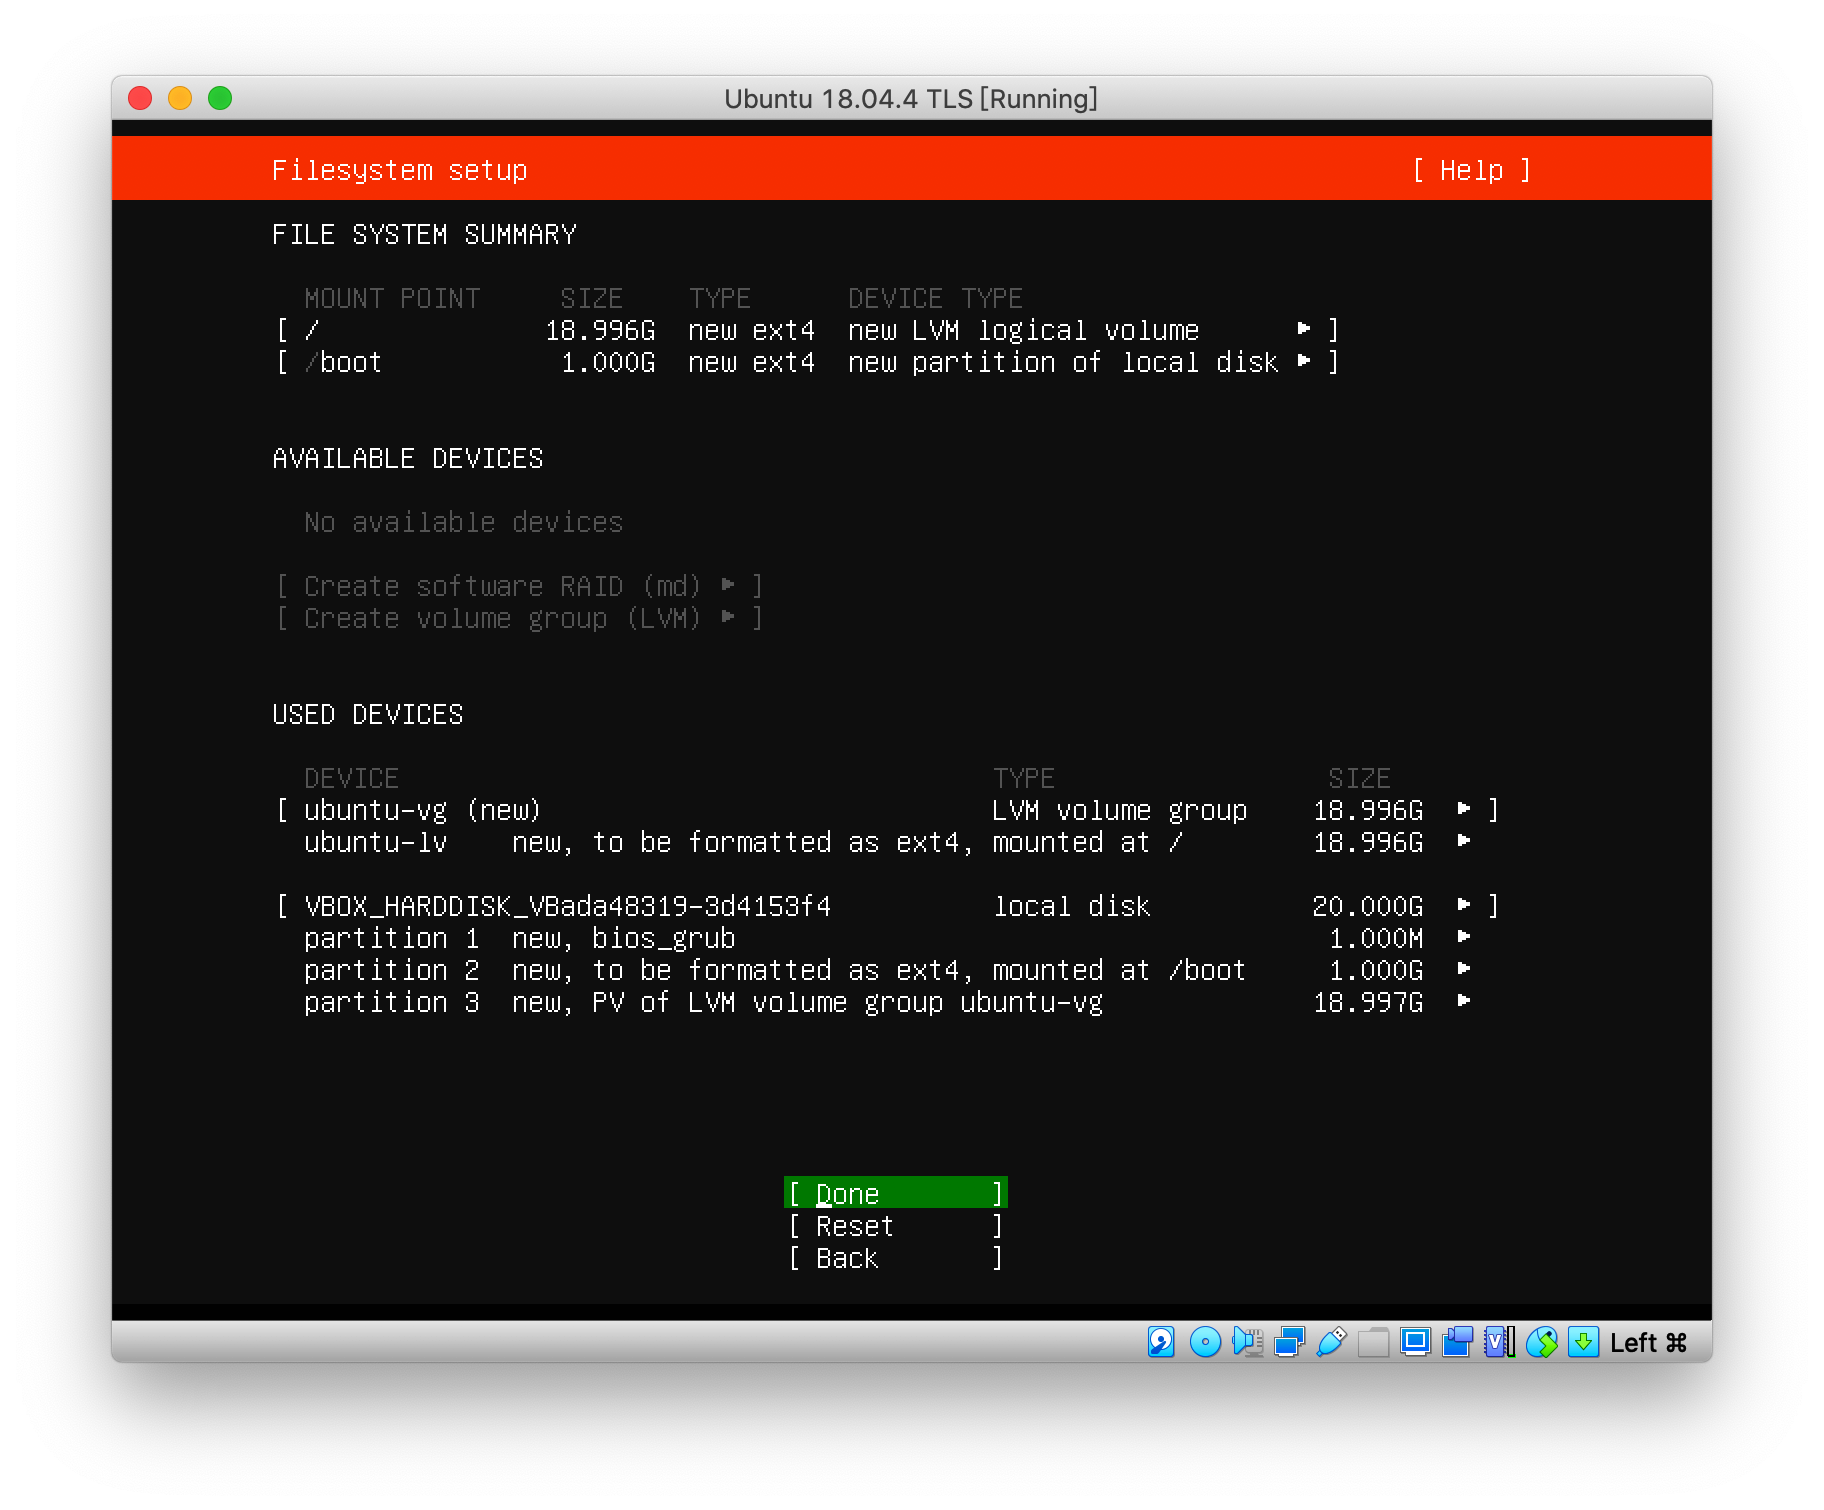 Ubuntu 18.04.4 TLS [Running]
Filesystem setup [ Help ]
FILE SYSTEM SUMMARY
MOUNT POINT SIZE TYPE DEVICE TYPE
[ / 18.996G new ext4 new LVM logical volume ▸ ]
[ /boot 1.000G new ext4 new partition of local disk ▸ ]
AVAILABLE DEVICES
No available devices
[ Create software RAID (md) ▸ ]
[ Create volume group (LVM) ▸ ]
USED DEVICES
DEVICE TYPE SIZE
[ ubuntu-vg (new) LVM volume group 18.996G ▸ ]
ubuntu-lv new, to be formatted as ext4, mounted at / 18.996G ▸
[ VBOX_HARDDISK_VBada48319-3d4153f4 local disk 20.000G ▸ ]
partition 1 new, bios_grub 1.000M ▸
partition 2 new, to be formatted as ext4, mounted at /boot 1.000G ▸
partition 3 new, PV of LVM volume group ubuntu-vg 18.997G ▸
[ Done ]
[ Reset ]
[ Back ]
Left ⌘